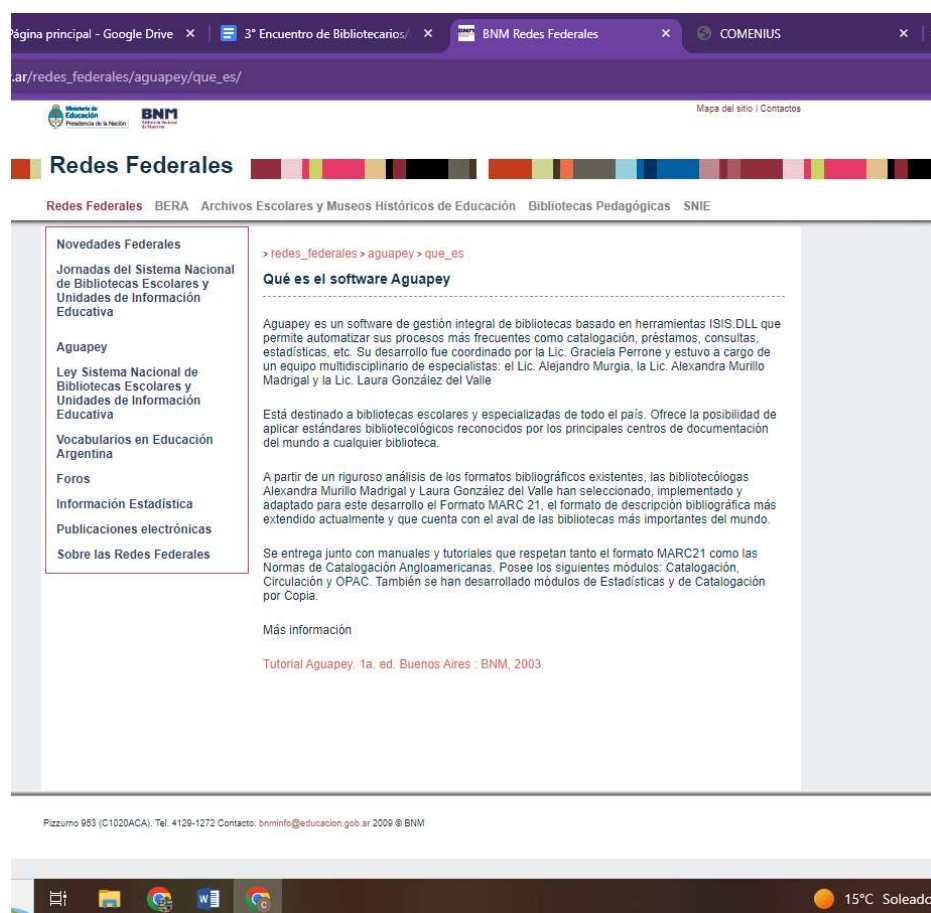 Página principal - Google Drive
3° Encuentro de Bibliotecarios/
BNM Redes Federales
COMENIUS
.ar/redes_federales/aguapey/que_es/
Ministerio de
Educación
Presidencia de la Nación
BNM
Mapa del sitio | Contactos
Redes Federales
Redes Federales BERA Archivos Escolares y Museos Históricos de Educación Bibliotecas Pedagógicas SNIE
Novedades Federales
Jornadas del Sistema Nacional
de Bibliotecas Escolares y
Unidades de Información
Educativa
Aguapey
Ley Sistema Nacional de
Bibliotecas Escolares y
Unidades de Información
Educativa
Vocabularios en Educación
Argentina
Foros
Información Estadística
Publicaciones electrónicas
Sobre las Redes Federales
> redes_federales > aguapey > que_es
Qué es el software Aguapey
Aguapey es un software de gestión integral de bibliotecas basado en herramientas ISIS.DLL que
permite automatizar sus procesos más frecuentes como catalogación, préstamos, consultas,
estadísticas, etc. Su desarrollo fue coordinado por la Lic. Graciela Perrone y estuvo a cargo de
un equipo multidisciplinario de especialistas: el Lic. Alejandro Murgia, la Lic. Alexandra Murillo
Madrigal y la Lic. Laura González del Valle
Está destinado a bibliotecas escolares y especializadas de todo el país. Ofrece la posibilidad de
aplicar estándares bibliotecológicos reconocidos por los principales centros de documentación
del mundo a cualquier biblioteca.
A partir de un riguroso análisis de los formatos bibliográficos existentes, las bibliotecólogas
Alexandra Murillo Madrigal y Laura González del Valle han seleccionado, implementado y
adaptado para este desarrollo el Formato MARC 21, el formato de descripción bibliográfica más
extendido actualmente y que cuenta con el aval de las bibliotecas más importantes del mundo.
Se entrega junto con manuales y tutoriales que respetan tanto el formato MARC21 como las
Normas de Catalogación Angloamericanas. Posee los siguientes módulos: Catalogación,
Circulación y OPAC. También se han desarrollado módulos de Estadísticas y de Catalogación
por Copia.
Más información
Tutorial Aguapey. 1a. ed. Buenos Aires : BNM, 2003
Pizzurno 953 (C1020ACA). Tel. 4129-1272 Contacto: bnminfo@educacion.gob.ar 2009 © BNM
15°C Soleado